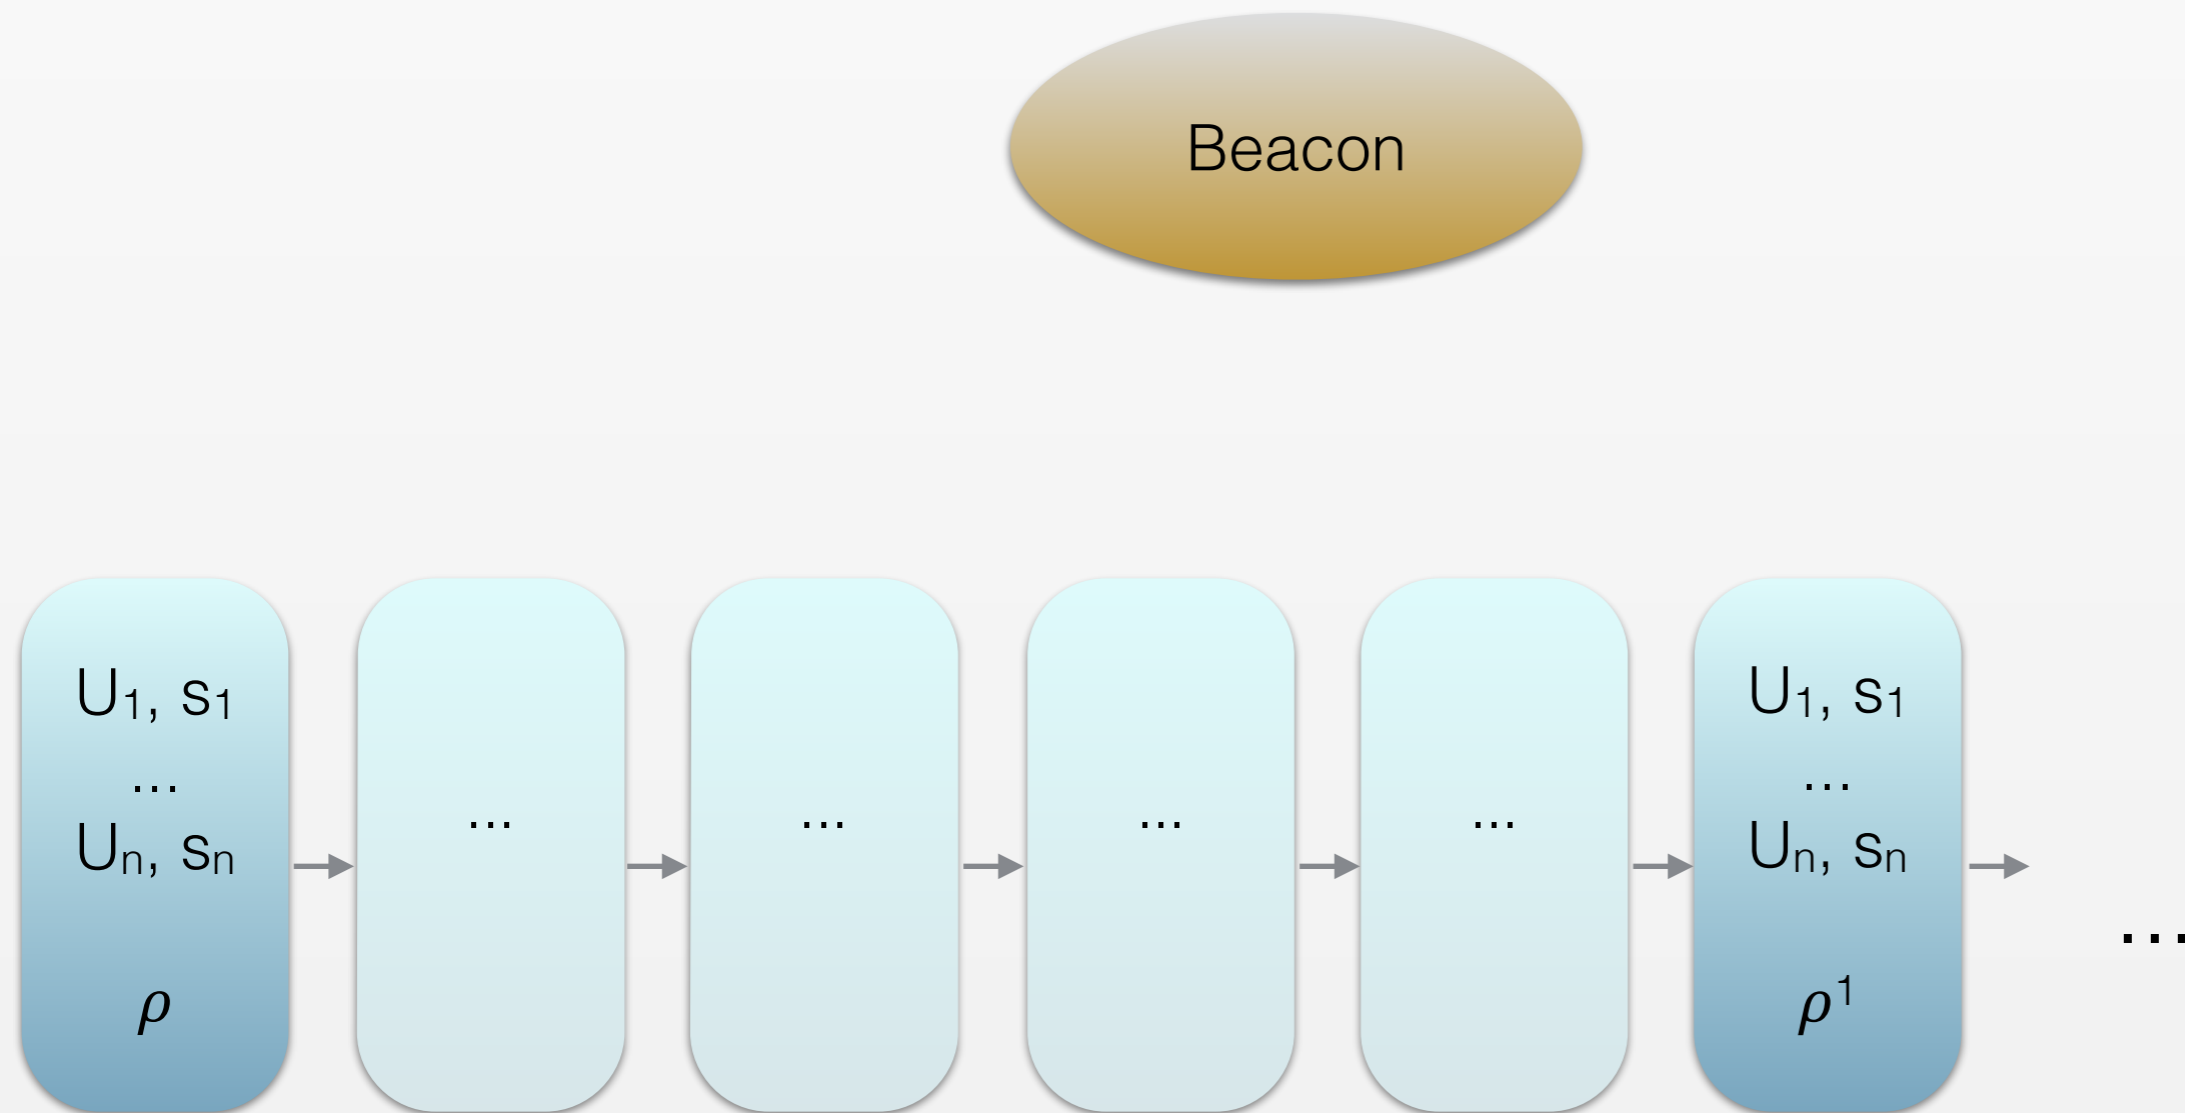 Beacon
U₁, s₁
...
Uₙ, sₙ
ρ
...
...
...
...
U₁, s₁
...
Uₙ, sₙ
ρ¹
...